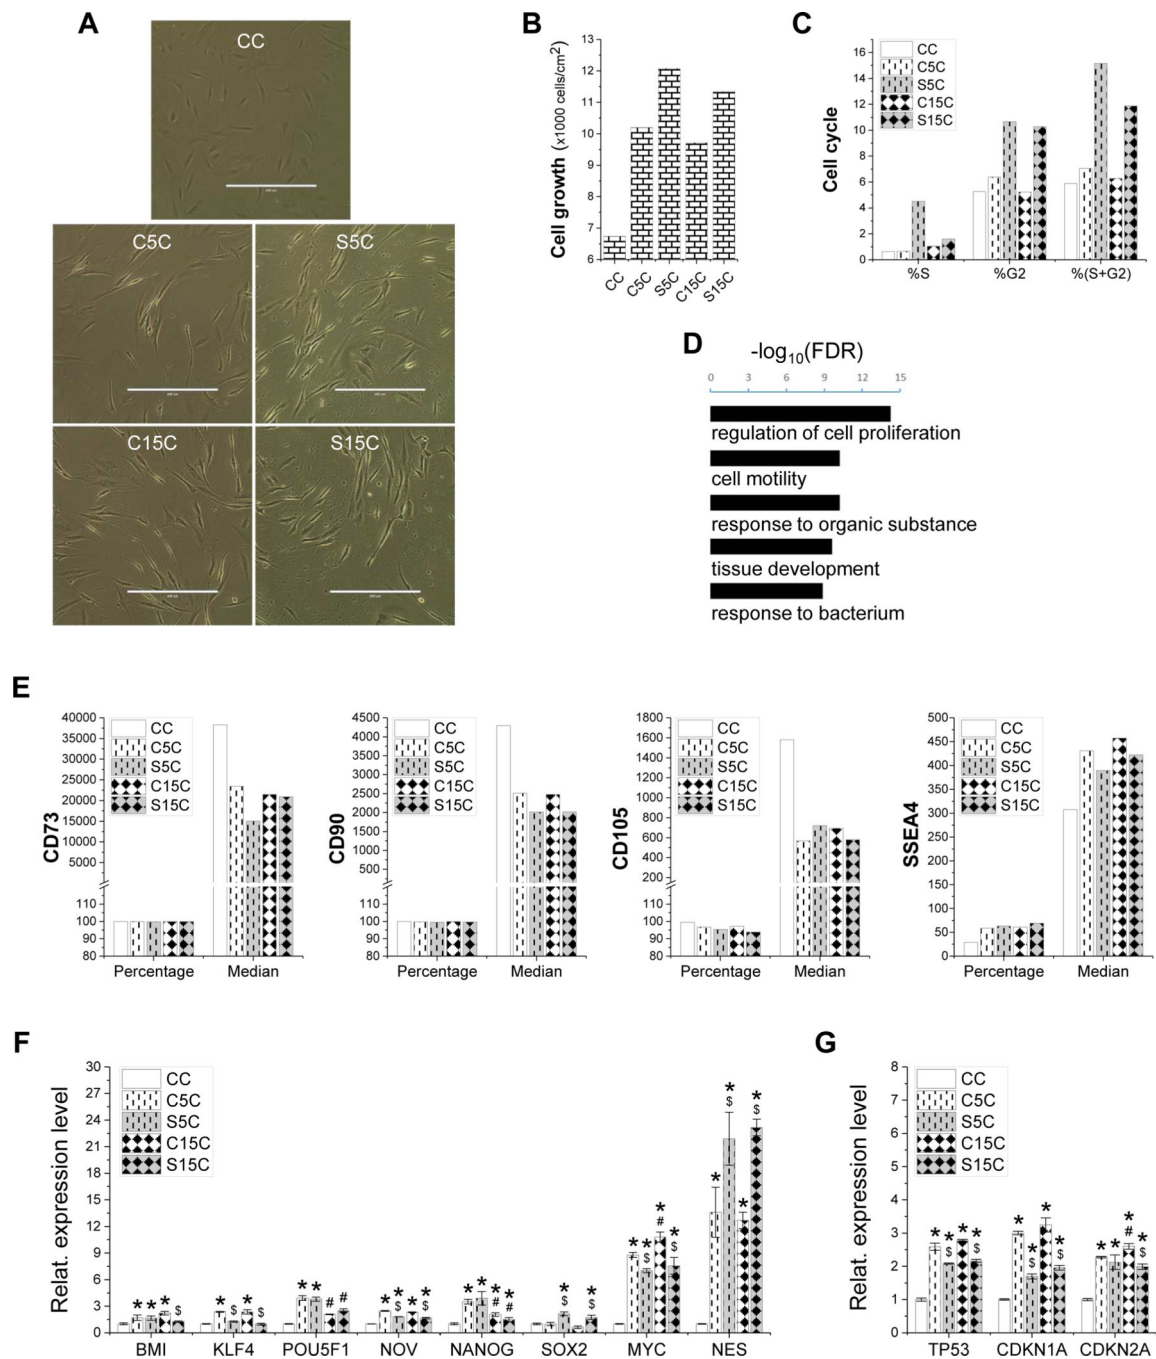 A
CC
C5C
S5C
C15C
S15C
B
Cell growth (x1000 cells/cm²)
13
12
11
10
9
8
7
6
CC
C5C
S5C
C15C
S15C
C
Cell cycle
16
14
12
10
8
6
4
2
0
CC
C5C
S5C
C15C
S15C
%S %G2 %(S+G2)
D
-log₁₀(FDR)
0 3 6 9 12 15
regulation of cell proliferation
cell motility
response to organic substance
tissue development
response to bacterium
E
CD73
40000
35000
30000
25000
20000
15000
10000
5000
110
100
90
80
CC
C5C
S5C
C15C
S15C
Percentage Median
CD90
4500
4000
3500
3000
2500
2000
1500
1000
500
110
100
90
80
CC
C5C
S5C
C15C
S15C
Percentage Median
CD105
1800
1600
1400
1200
1000
800
600
400
200
110
100
90
80
CC
C5C
S5C
C15C
S15C
Percentage Median
SSEA4
500
450
400
350
300
250
200
150
100
50
0
CC
C5C
S5C
C15C
S15C
Percentage Median
F
Relat. expression level
30
27
24
21
18
15
12
9
6
3
0
CC
C5C
S5C
C15C
S15C
* * * $
* $ * $
* * # #
* * $ * * $
* * * # * #
* $ * $
* * $ * # * $
* * $ * * $
BMI KLF4 POU5F1 NOV NANOG SOX2 MYC NES
G
Relat. expression level
8
7
6
5
4
3
2
1
0
CC
C5C
S5C
C15C
S15C
* * $ * * $
* * $ * * $
* * * # * $
TP53 CDKN1A CDKN2A